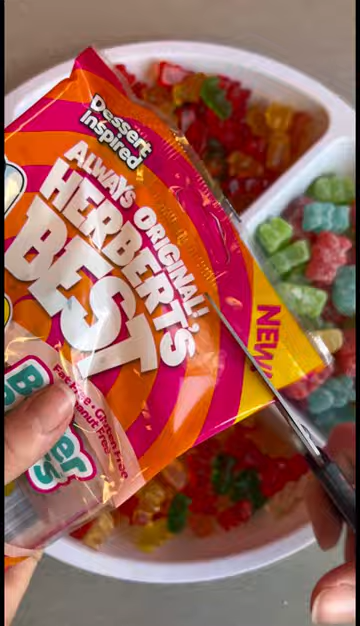 Dessert
Inspired
ALWAYS ORIGINAL!
HERBERT'S
BEST
NEW!
Fat Free • Gluten Free
Peanut Free